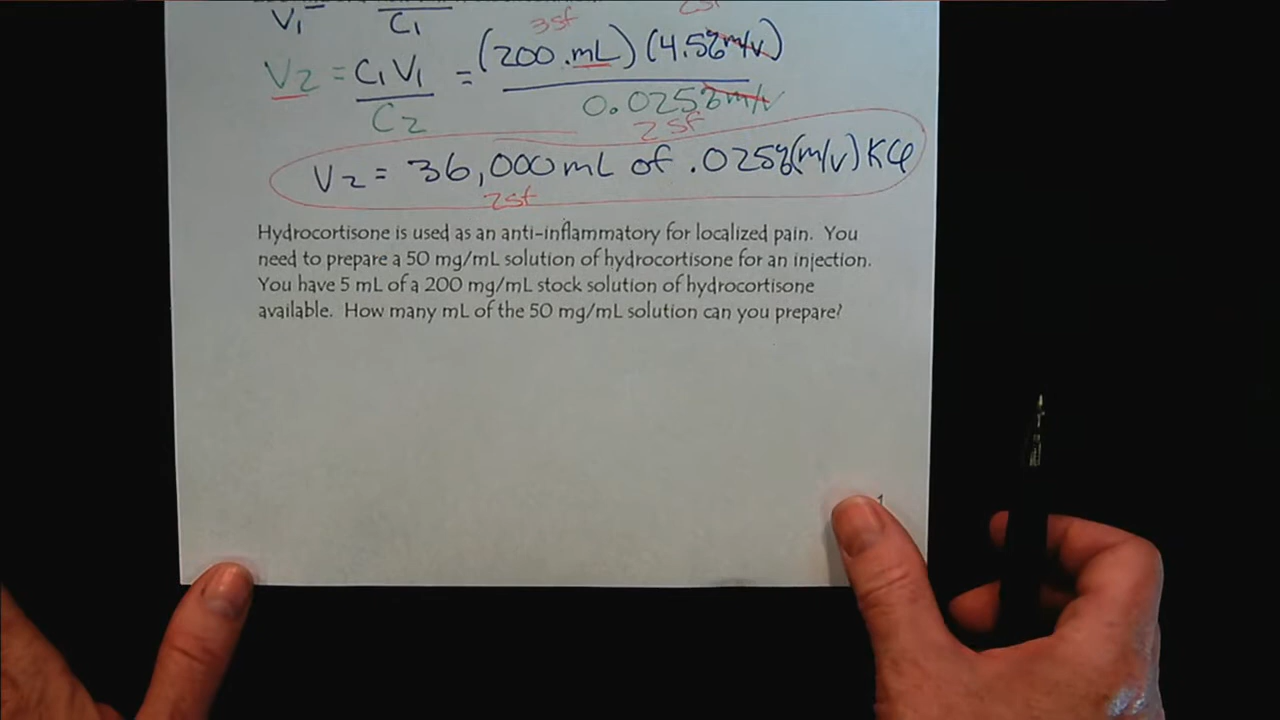 V₁ C₁
3sf
V2 = C₁V₁ = (200.mL)(4.5%m/v)
C2 0.025%m/v
2sf
V2 = 36,000mL of .025%(m/v) KCl
2sf
Hydrocortisone is used as an anti-inflammatory for localized pain. You
need to prepare a 50 mg/mL solution of hydrocortisone for an injection.
You have 5 mL of a 200 mg/mL stock solution of hydrocortisone
available. How many mL of the 50 mg/mL solution can you prepare?
1